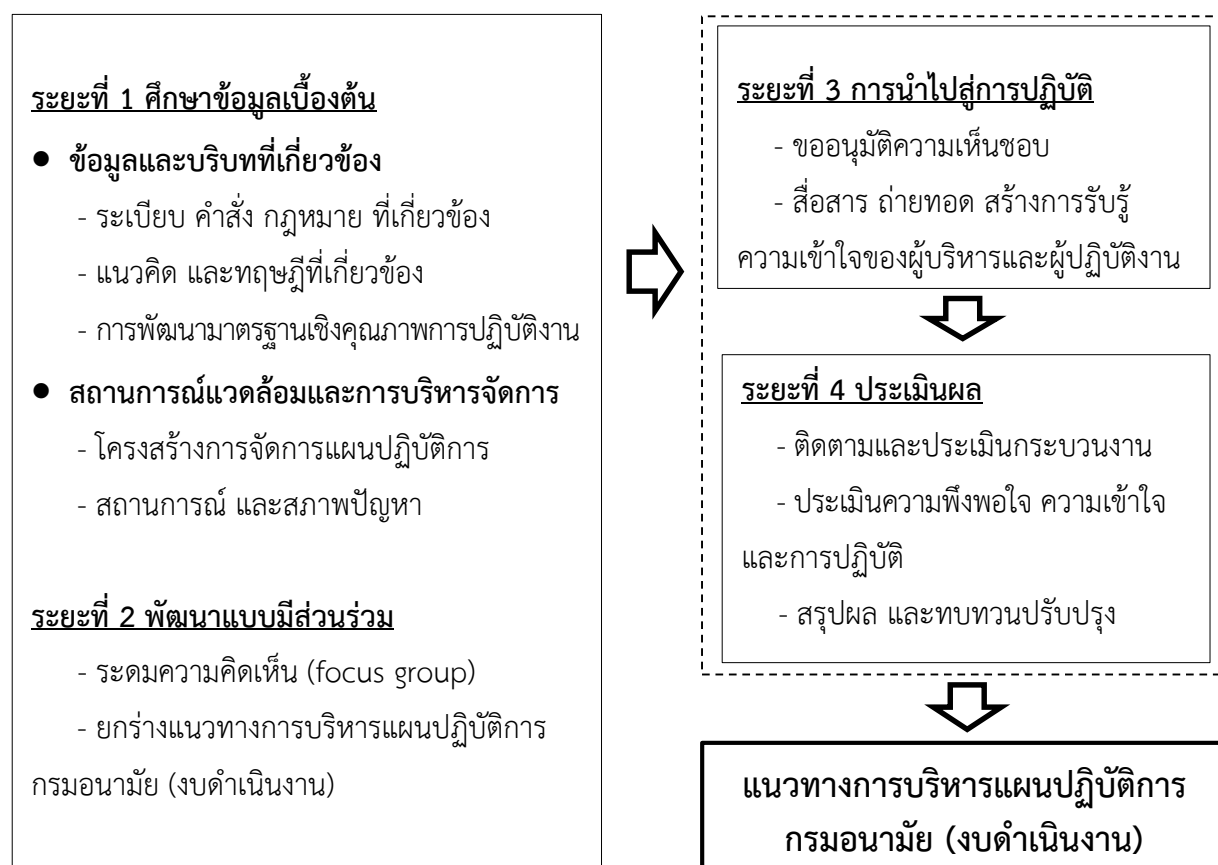 ระยะที่ 1 ศึกษาข้อมูลเบื้องต้น
● ข้อมูลและบริบทที่เกี่ยวข้อง
- ระเบียบ คำสั่ง กฎหมาย ที่เกี่ยวข้อง
- แนวคิด และทฤษฎีที่เกี่ยวข้อง
- การพัฒนามาตรฐานเชิงคุณภาพการปฏิบัติงาน
● สถานการณ์แวดล้อมและการบริหารจัดการ
- โครงสร้างการจัดการแผนปฏิบัติการ
- สถานการณ์ และสภาพปัญหา
ระยะที่ 2 พัฒนาแบบมีส่วนร่วม
- ระดมความคิดเห็น (focus group)
- ยกร่างแนวทางการบริหารแผนปฏิบัติการ
กรมอนามัย (งบดำเนินงาน)
ระยะที่ 3 การนำไปสู่การปฏิบัติ
- ขออนุมัติความเห็นชอบ
- สื่อสาร ถ่ายทอด สร้างการรับรู้
ความเข้าใจของผู้บริหารและผู้ปฏิบัติงาน
ระยะที่ 4 ประเมินผล
- ติดตามและประเมินกระบวนงาน
- ประเมินความพึงพอใจ ความเข้าใจ
และการปฏิบัติ
- สรุปผล และทบทวนปรับปรุง
แนวทางการบริหารแผนปฏิบัติการ
กรมอนามัย (งบดำเนินงาน)